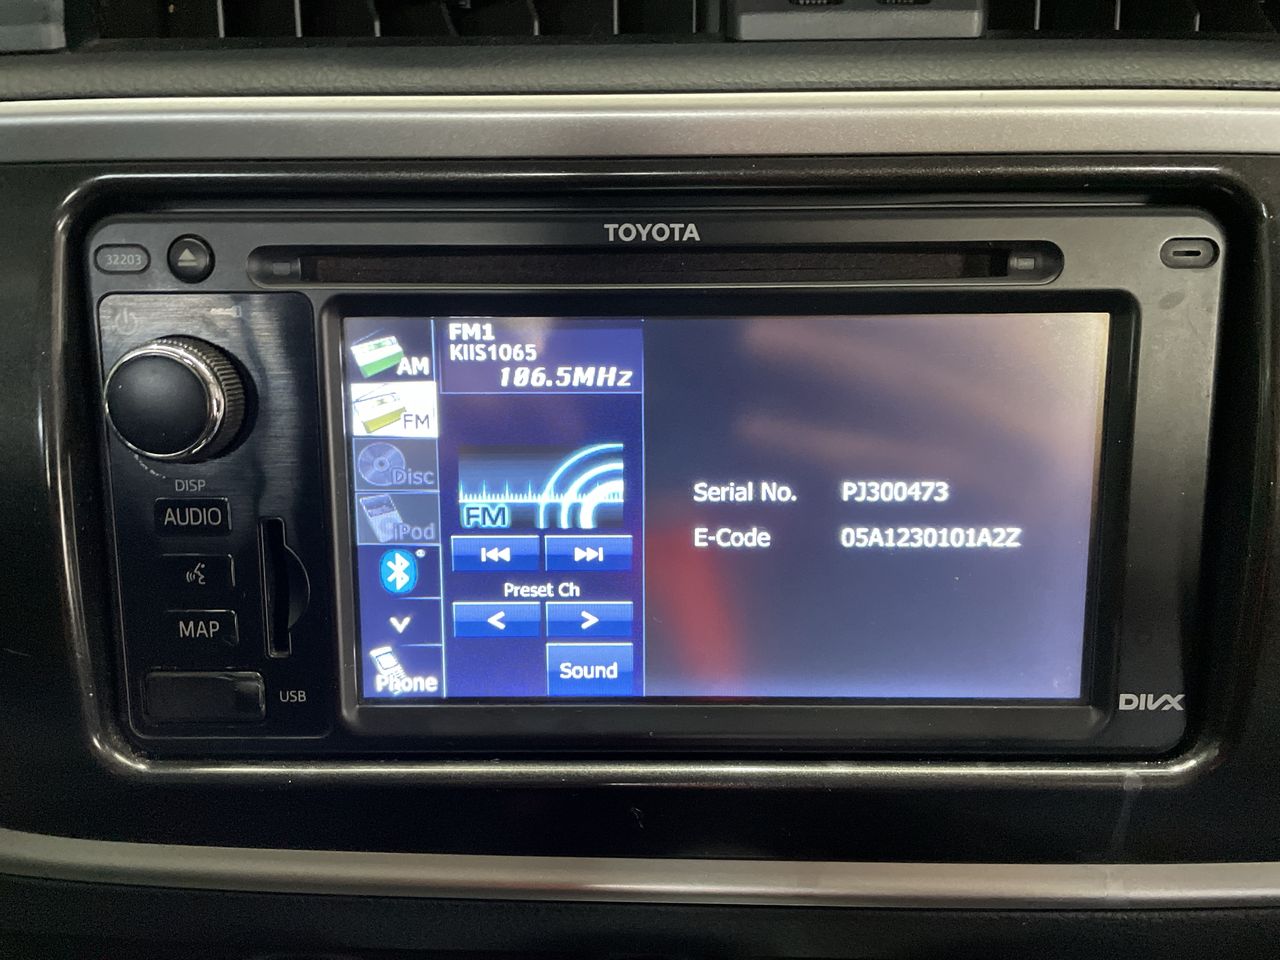 TOYOTA
32203
FM1
KIIS1065
106.5MHz
AM
FM
Disc
iPod
Phone
FM
Preset Ch
<
>
Sound
Serial No. PJ300473
E-Code 05A1230101A2Z
DISP
AUDIO
MAP
USB
DIVX